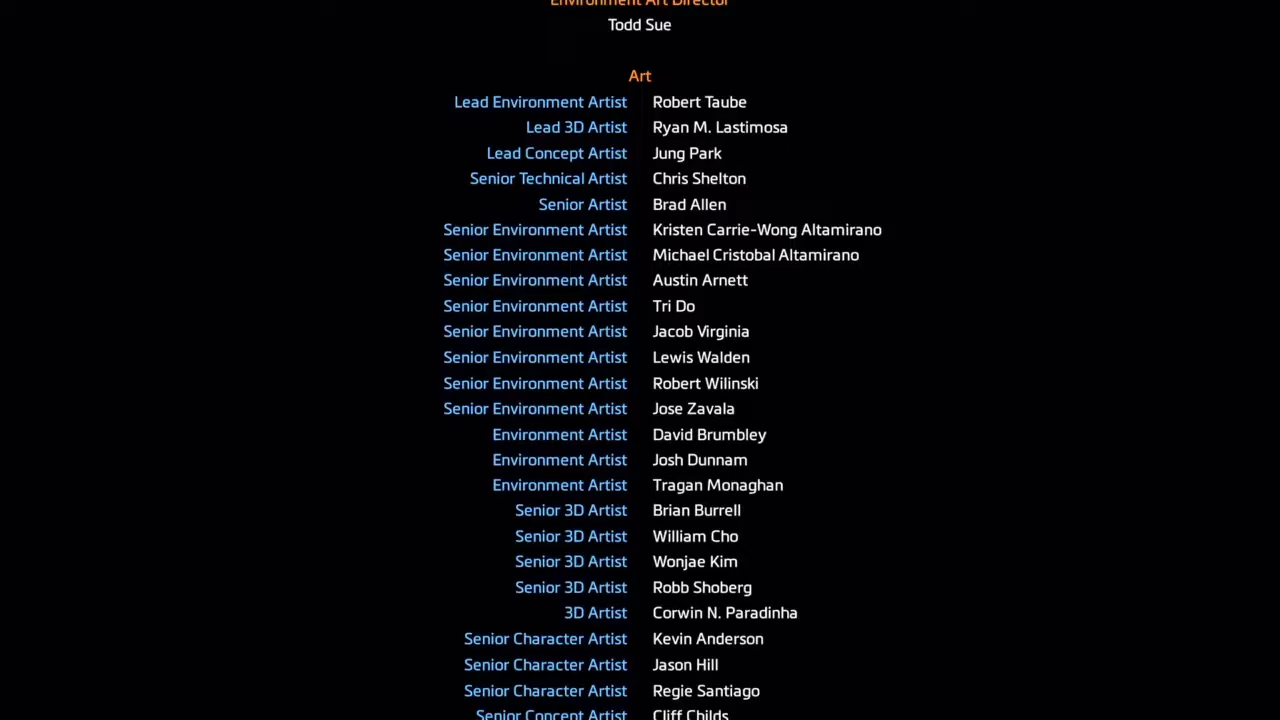 Environment Art Director
Todd Sue
Art
Lead Environment Artist Robert Taube
Lead 3D Artist Ryan M. Lastimosa
Lead Concept Artist Jung Park
Senior Technical Artist Chris Shelton
Senior Artist Brad Allen
Senior Environment Artist Kristen Carrie-Wong Altamirano
Senior Environment Artist Michael Cristobal Altamirano
Senior Environment Artist Austin Arnett
Senior Environment Artist Tri Do
Senior Environment Artist Jacob Virginia
Senior Environment Artist Lewis Walden
Senior Environment Artist Robert Wilinski
Senior Environment Artist Jose Zavala
Environment Artist David Brumbley
Environment Artist Josh Dunnam
Environment Artist Tragan Monaghan
Senior 3D Artist Brian Burrell
Senior 3D Artist William Cho
Senior 3D Artist Wonjae Kim
Senior 3D Artist Robb Shoberg
3D Artist Corwin N. Paradinha
Senior Character Artist Kevin Anderson
Senior Character Artist Jason Hill
Senior Character Artist Regie Santiago
Senior Concept Artist Cliff Childs